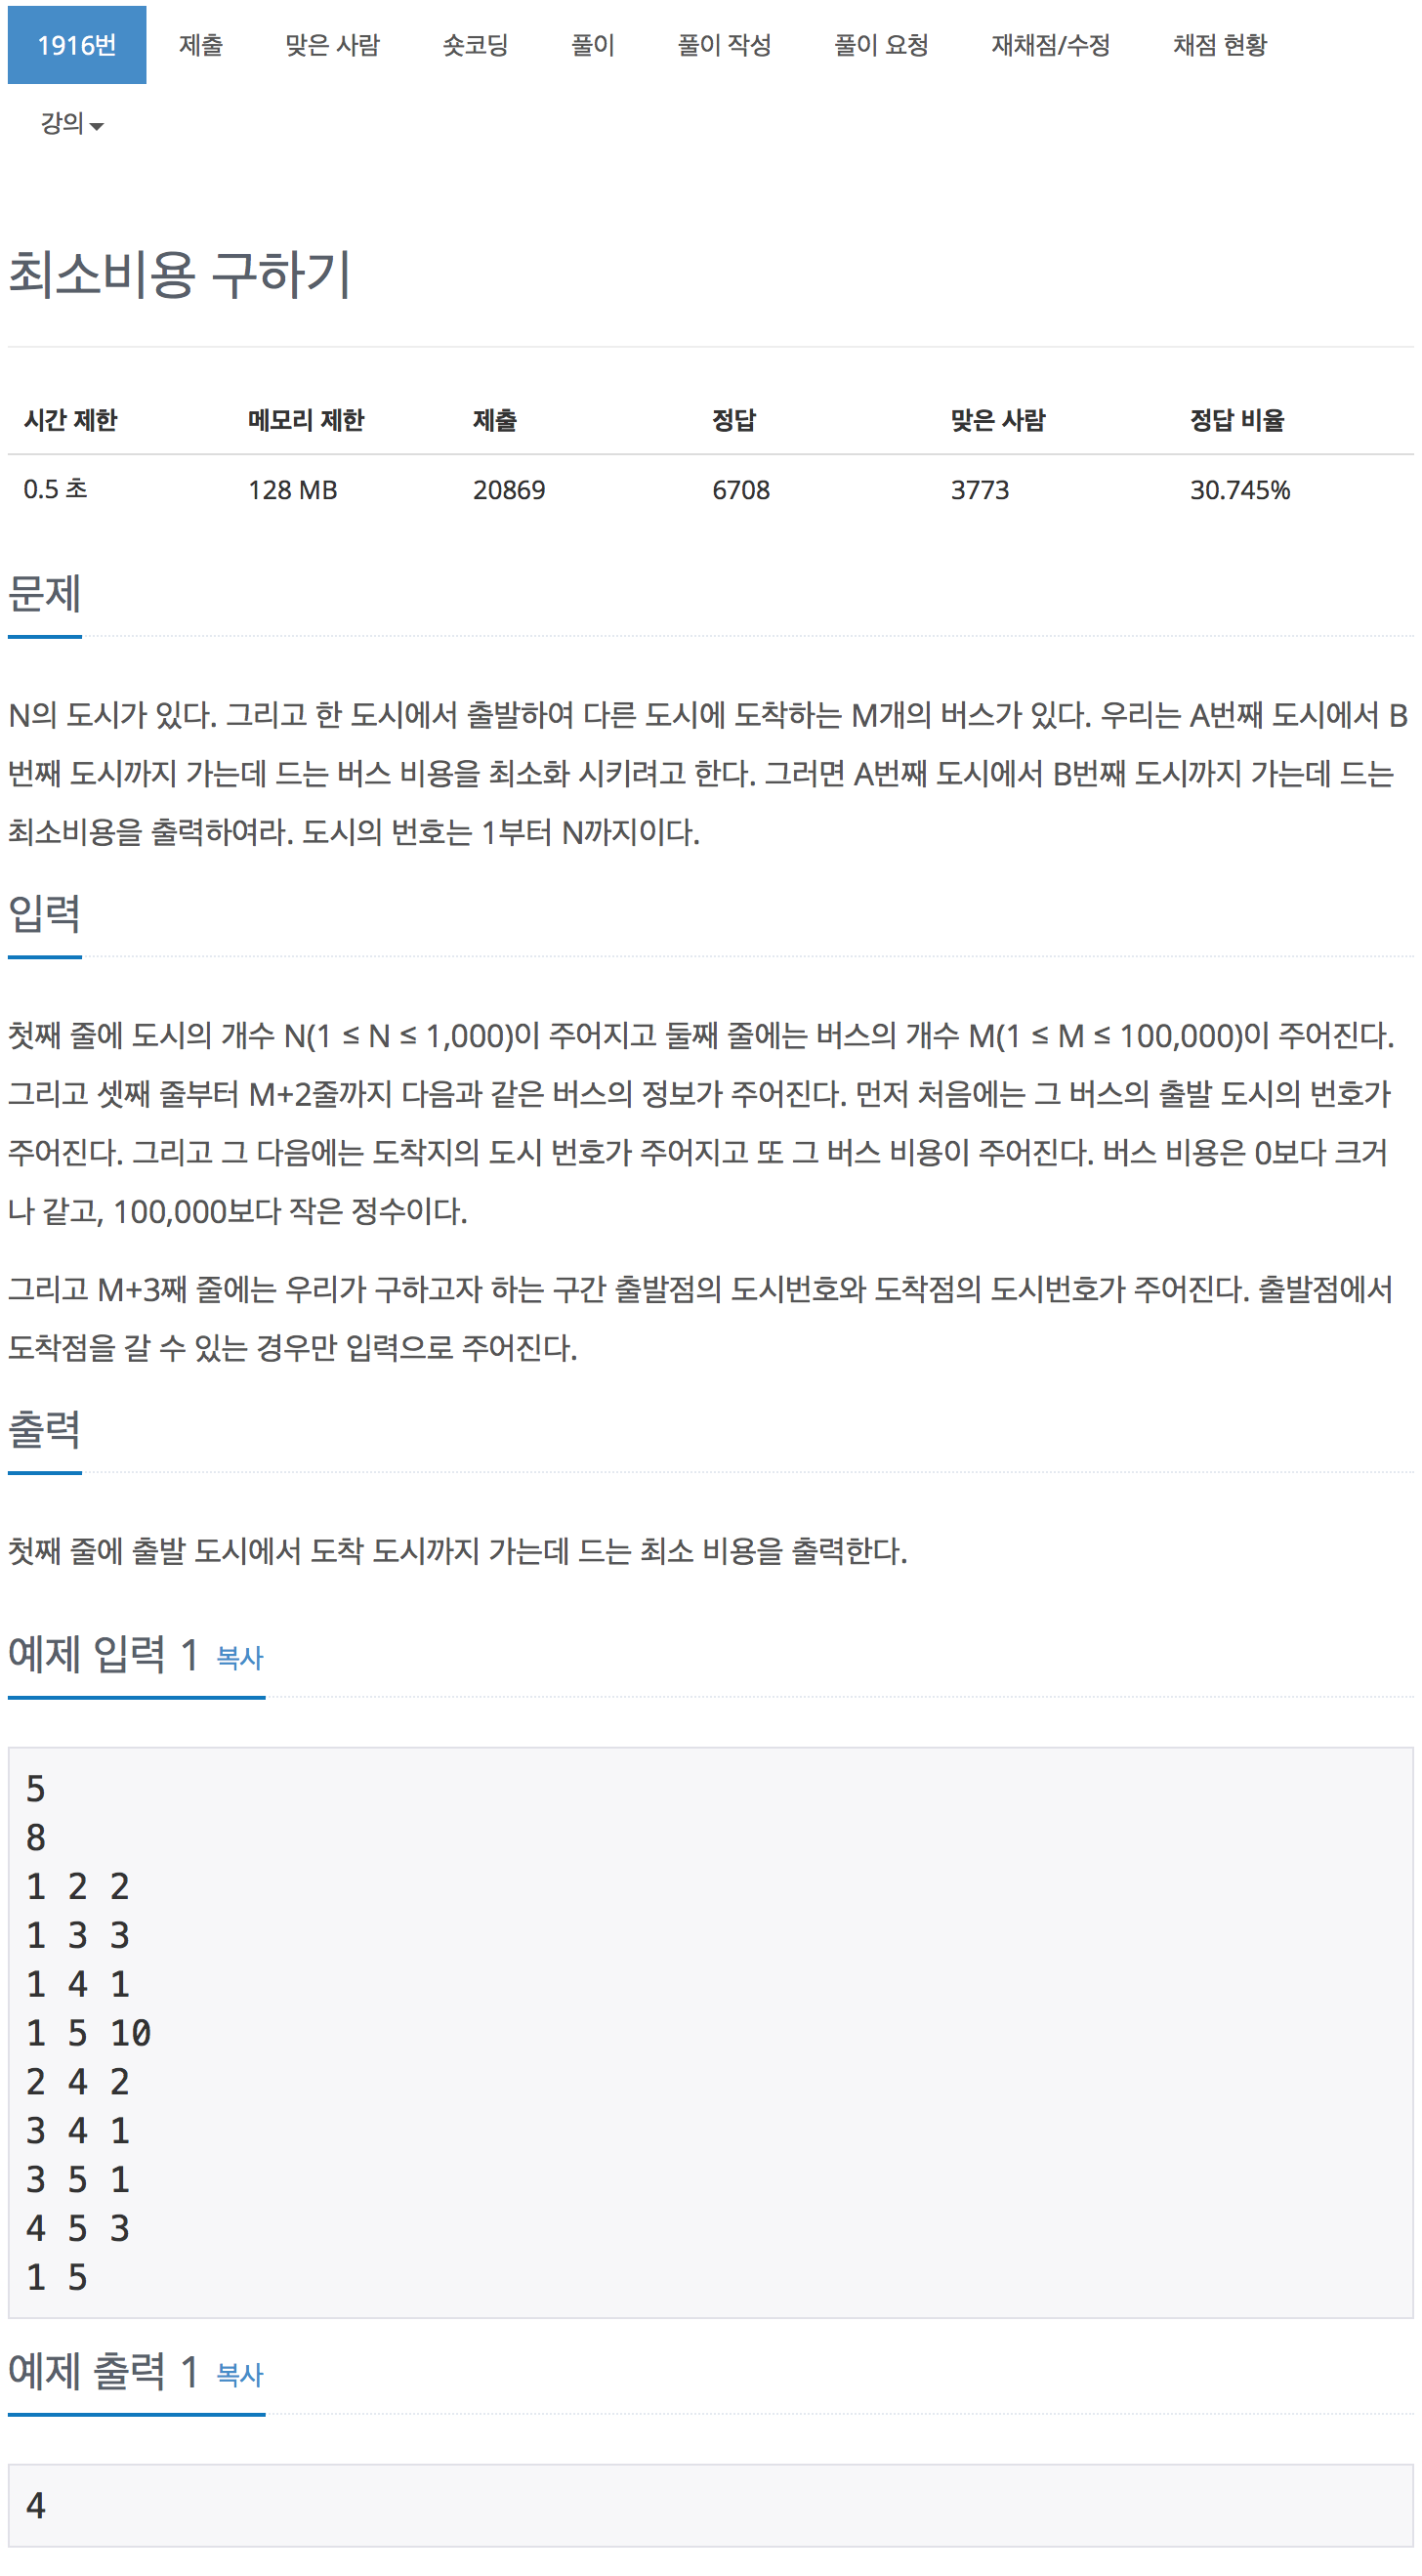 1916번 제출 맞은 사람 숏코딩 풀이 풀이 작성 풀이 요청 재채점/수정 채점 현황
강의
최소비용 구하기
시간 제한 메모리 제한 제출 정답 맞은 사람 정답 비율
0.5 초 128 MB 20869 6708 3773 30.745%
문제
N의 도시가 있다. 그리고 한 도시에서 출발하여 다른 도시에 도착하는 M개의 버스가 있다. 우리는 A번째 도시에서 B
번째 도시까지 가는데 드는 버스 비용을 최소화 시키려고 한다. 그러면 A번째 도시에서 B번째 도시까지 가는데 드는
최소비용을 출력하여라. 도시의 번호는 1부터 N까지이다.
입력
첫째 줄에 도시의 개수 N(1 ≤ N ≤ 1,000)이 주어지고 둘째 줄에는 버스의 개수 M(1 ≤ M ≤ 100,000)이 주어진다.
그리고 셋째 줄부터 M+2줄까지 다음과 같은 버스의 정보가 주어진다. 먼저 처음에는 그 버스의 출발 도시의 번호가
주어진다. 그리고 그 다음에는 도착지의 도시 번호가 주어지고 또 그 버스 비용이 주어진다. 버스 비용은 0보다 크거
나 같고, 100,000보다 작은 정수이다.
그리고 M+3째 줄에는 우리가 구하고자 하는 구간 출발점의 도시번호와 도착점의 도시번호가 주어진다. 출발점에서
도착점을 갈 수 있는 경우만 입력으로 주어진다.
출력
첫째 줄에 출발 도시에서 도착 도시까지 가는데 드는 최소 비용을 출력한다.
예제 입력 1 복사
5
8
1 2 2
1 3 3
1 4 1
1 5 10
2 4 2
3 4 1
3 5 1
4 5 3
1 5
예제 출력 1 복사
4